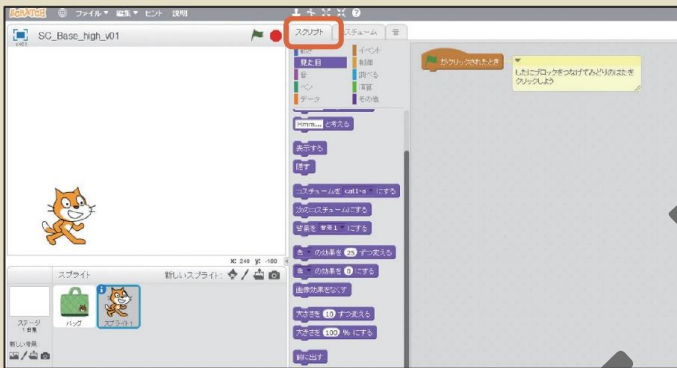 SCRATCH ファイル▼ 編集▼ ヒント 説明
SC_Base_high_v01
v461
スクリプト
コスチューム
音
動き
イベント
見た目
制御
音
調べる
ペン
演算
データ
その他
がクリックされたとき
したにブロックをつなげてみどりのはたを
クリックしよう
Hmm... と考える
表示する
隠す
コスチュームを にする
次のコスチュームにする
背景を 背景1 にする
色 の効果を 25 ずつ変える
色 の効果を 0 にする
画像効果をなくす
大きさを 10 ずつ変える
大きさを 100 % にする
前に出す
x: 240 y: -180
スプライト
新しいスプライト:
ステージ
1背景
バッグ
スプライト1
新しい背景